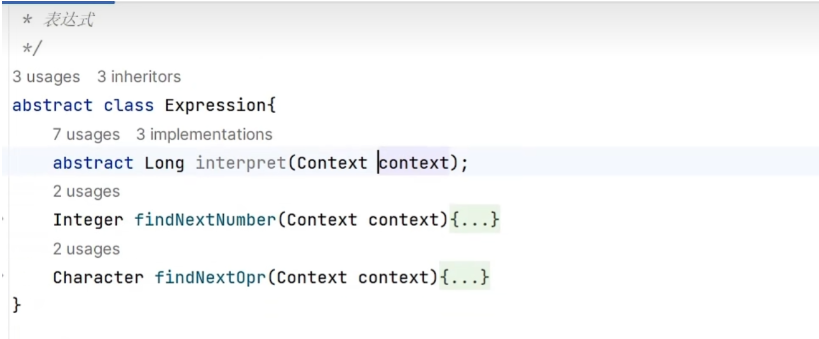 * 表达式
*/
3 usages 3 inheritors
abstract class Expression{
7 usages 3 implementations
abstract Long interpret(Context context);
2 usages
Integer findNextNumber(Context context){...}
2 usages
Character findNextOpr(Context context){...}
}